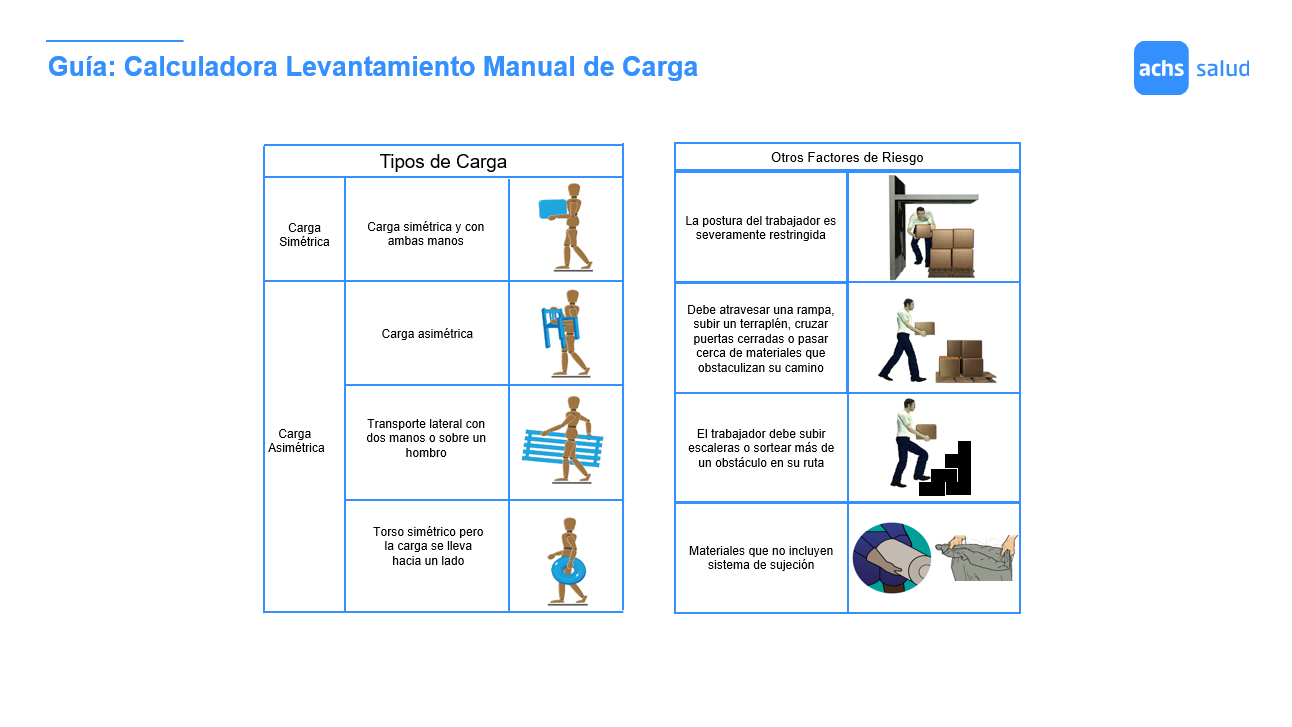 Guía: Calculadora Levantamiento Manual de Carga
achs salud
Tipos de Carga
Carga
Simétrica
Carga simétrica y con
ambas manos
Carga
Asimétrica
Carga asimétrica
Transporte lateral con
dos manos o sobre un
hombro
Torso simétrico pero
la carga se lleva
hacia un lado
Otros Factores de Riesgo
La postura del trabajador es
severamente restringida
Debe atravesar una rampa,
subir un terraplén, cruzar
puertas cerradas o pasar
cerca de materiales que
obstaculizan su camino
El trabajador debe subir
escaleras o sortear más de
un obstáculo en su ruta
Materiales que no incluyen
sistema de sujeción